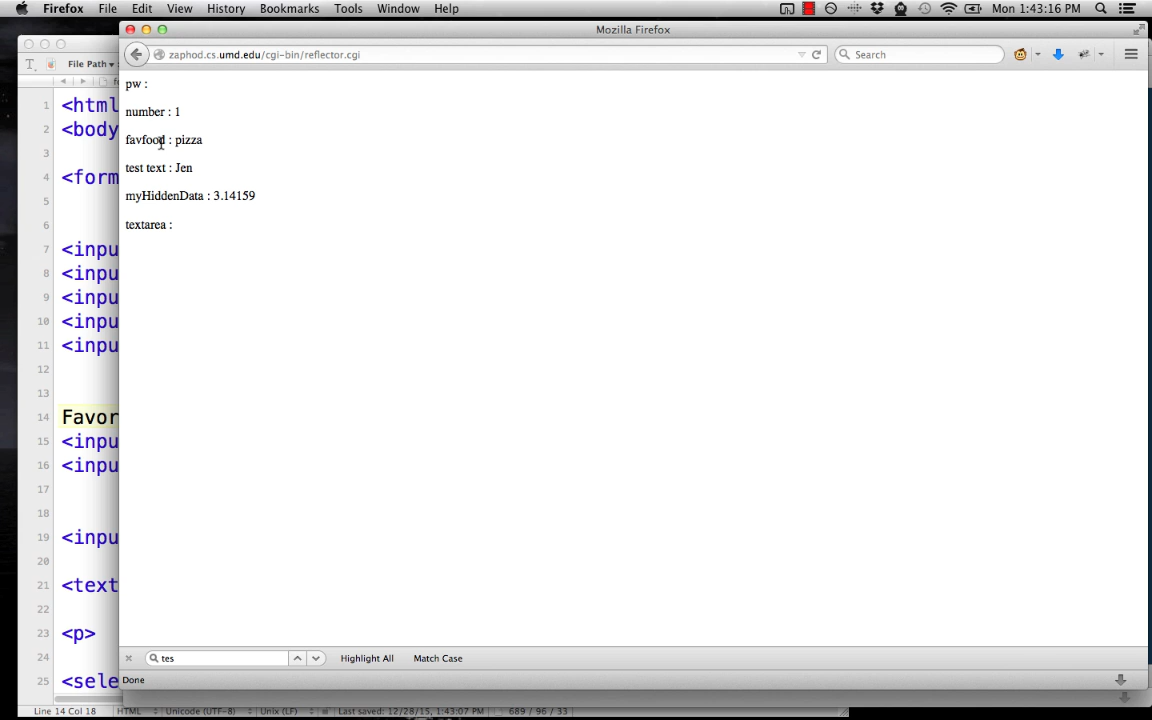 Firefox File Edit View History Bookmarks Tools Window Help Mon 1:43:16 PM
Mozilla Firefox
File Path
zaphod.cs.umd.edu/cgi-bin/reflector.cgi
Search
pw :
1 <html
number : 1
2 <body
favfood : pizza
3
test text : Jen
4 <form
myHiddenData : 3.14159
5
textarea :
6
7 <inpu
8 <inpu
9 <inpu
10 <inpu
11 <inpu
12
13
14 Favor
15 <inpu
16 <inpu
17
18
19 <inpu
20
21 <text
22
23 <p>
24
tes Highlight All Match Case
25 <sele
Done
Line 14 Col 18 HTML Unicode (UTF-8) Unix (LF) Last saved: 12/28/15, 1:43:07 PM 689 / 96 / 33